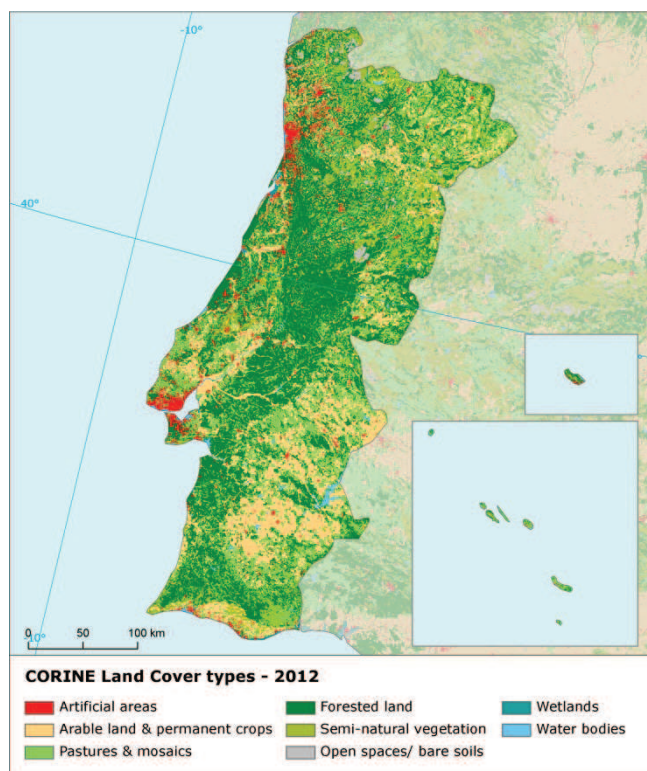 -10°
40°
-10°
0 50 100 km
CORINE Land Cover types - 2012
Artificial areas
Arable land & permanent crops
Pastures & mosaics
Forested land
Semi-natural vegetation
Open spaces/ bare soils
Wetlands
Water bodies